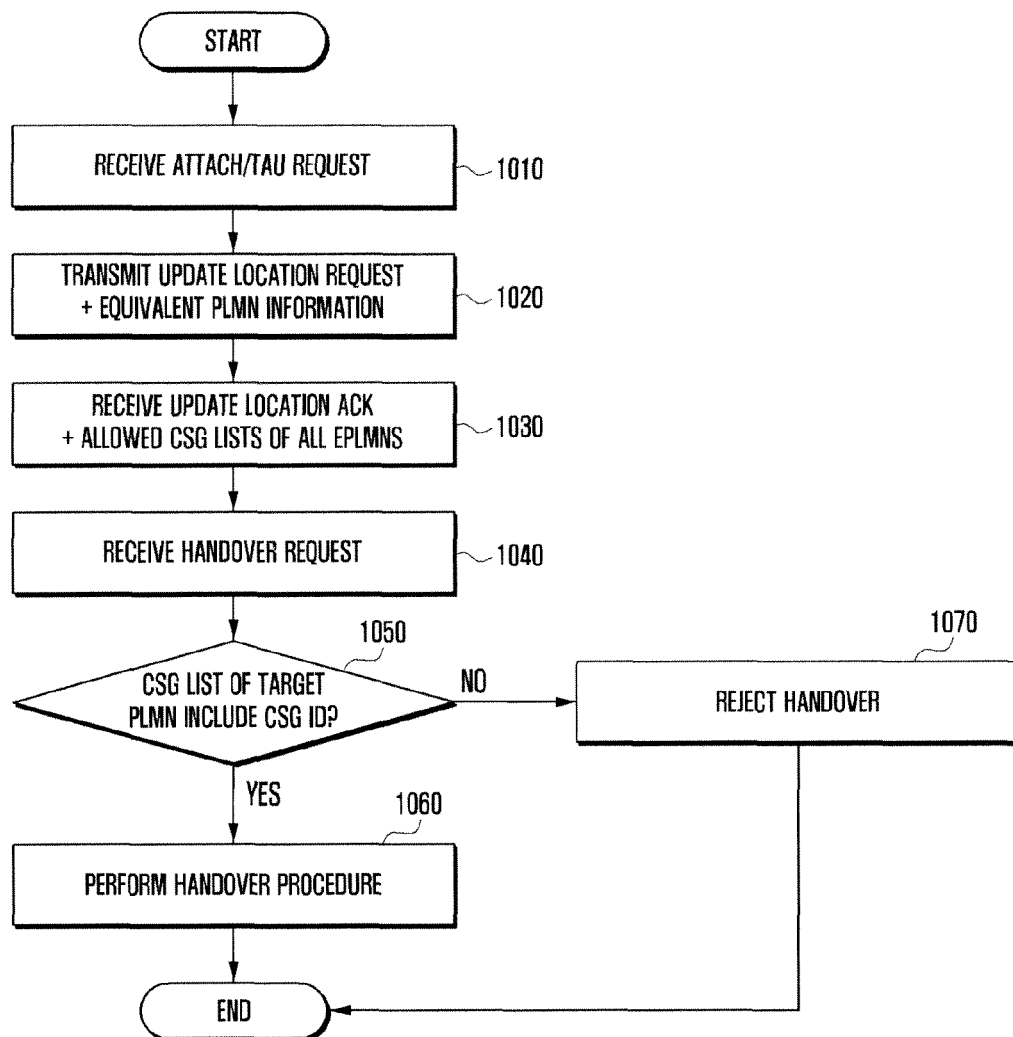 START
RECEIVE ATTACH/TAU REQUEST
1010
TRANSMIT UPDATE LOCATION REQUEST
+ EQUIVALENT PLMN INFORMATION
1020
RECEIVE UPDATE LOCATION ACK
+ ALLOWED CSG LISTS OF ALL EPLMNS
1030
RECEIVE HANDOVER REQUEST
1040
1050
CSG LIST OF TARGET
PLMN INCLUDE CSG ID?
NO
1070
REJECT HANDOVER
YES
1060
PERFORM HANDOVER PROCEDURE
END